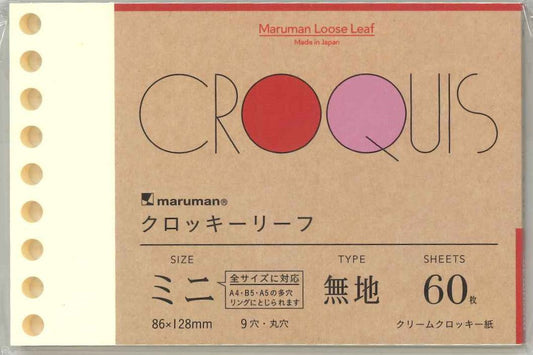 Maruman Loose Leaf
Made in Japan
CROQUIS
maruman®
クロッキーリーフ
SIZE
ミニ
全サイズに対応
A4・B5・A5の多穴
リングにとじられます
86×128mm
9穴・丸穴
TYPE
無地
SHEETS
60枚
クリームクロッキー紙